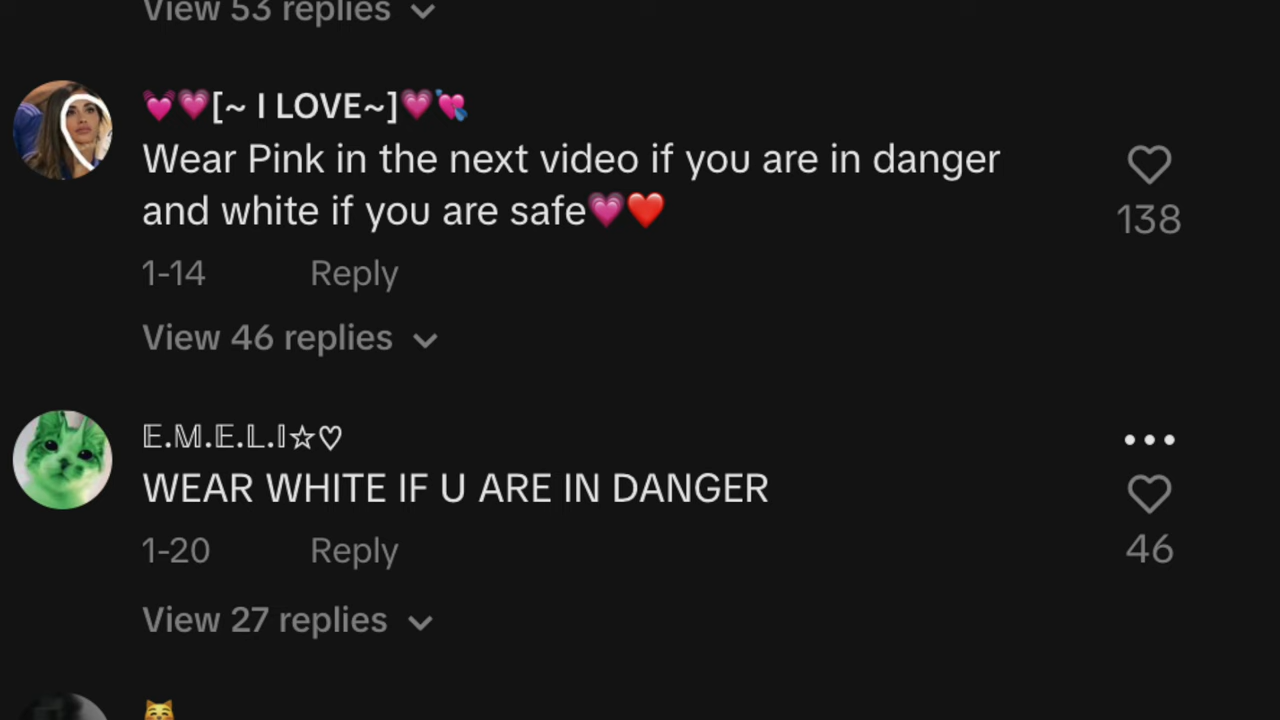 View 53 replies
💓💗[~ I LOVE~]💗💘
Wear Pink in the next video if you are in danger
and white if you are safe💗❤️
138
1-14 Reply
View 46 replies
𝔼.𝕄.𝔼.𝕃.𝕀☆♡
WEAR WHITE IF U ARE IN DANGER
1-20 Reply
46
View 27 replies
😸